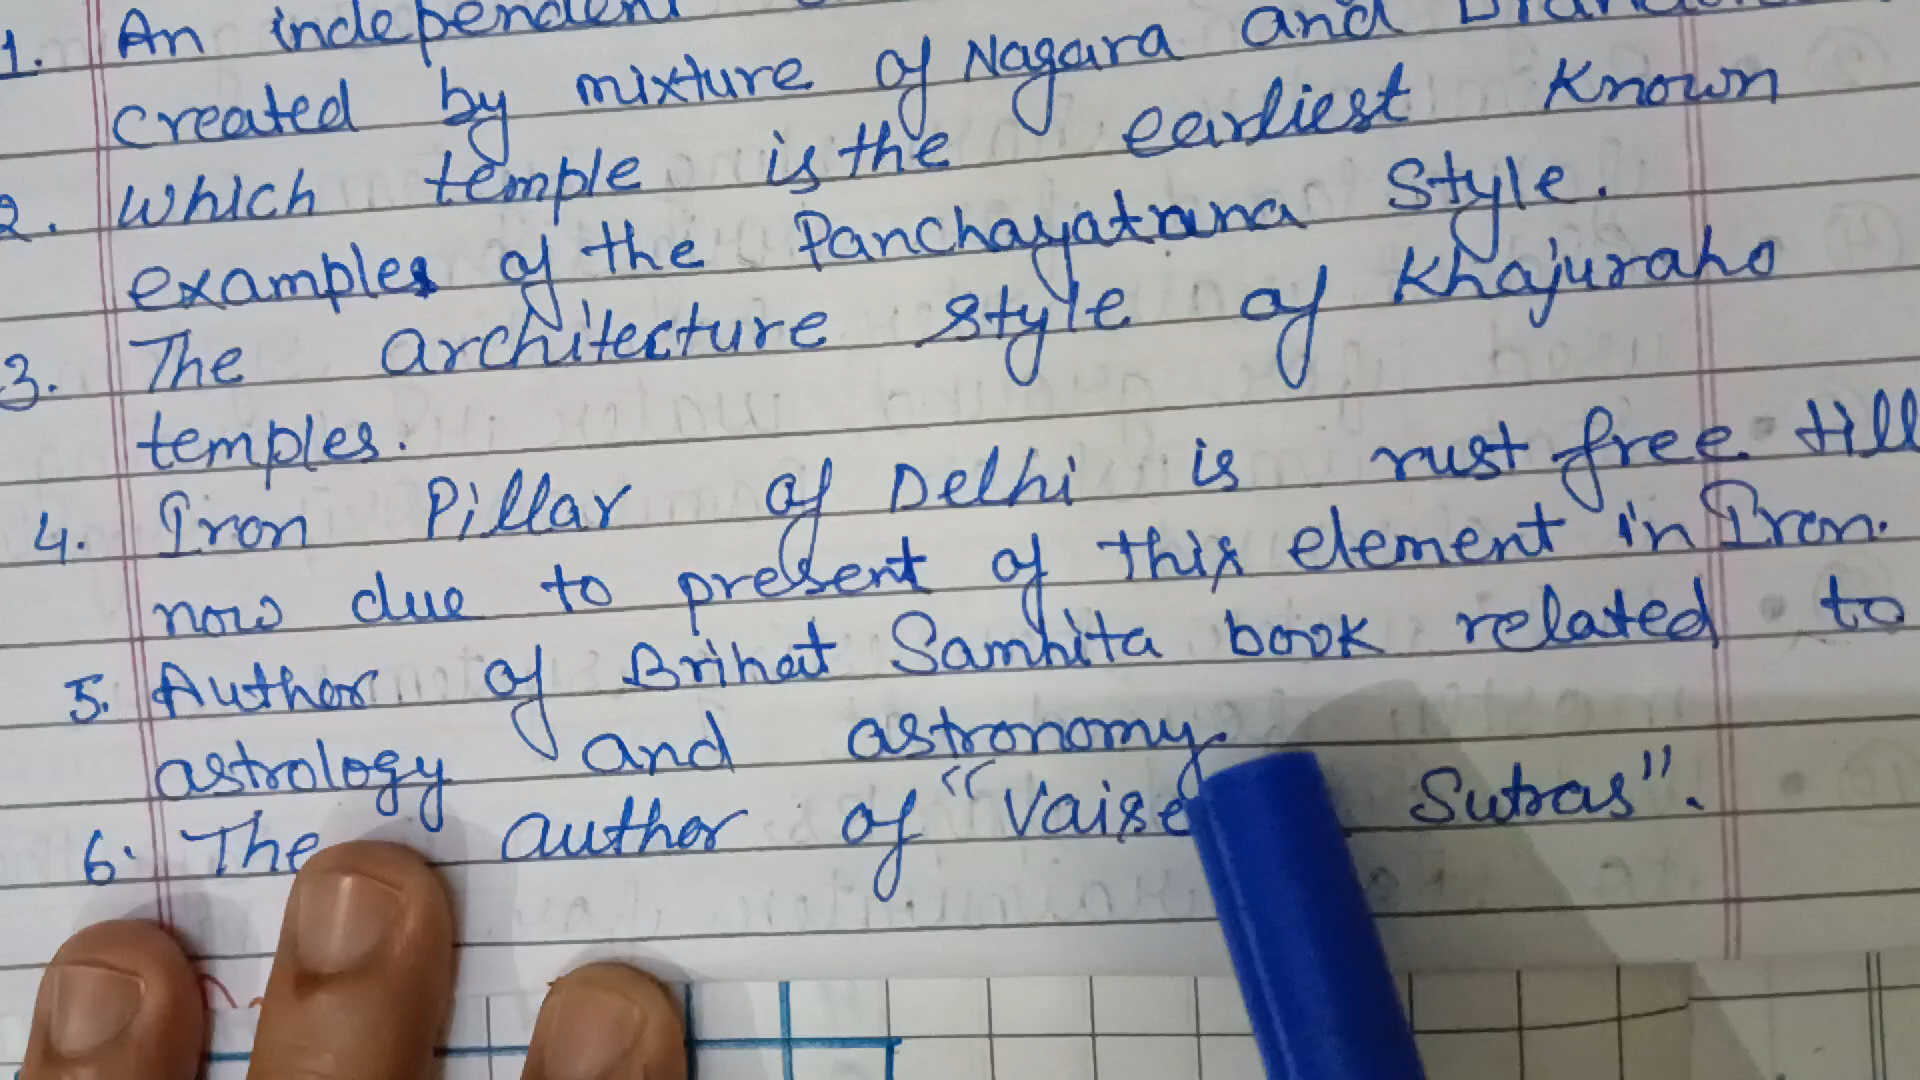 1. An independent
created by mixture of Nagara and
2. which temple is the earliest known
examples of the Panchayatana Style.
3. The architecture style of Khajuraho
temples.
4. Iron Pillar of Delhi is rust free till
now due to present of this element in Iron.
5. Author of Brihat Samhita book related to
astrology and astronomy.
6. The author of "Vaise Sutras".